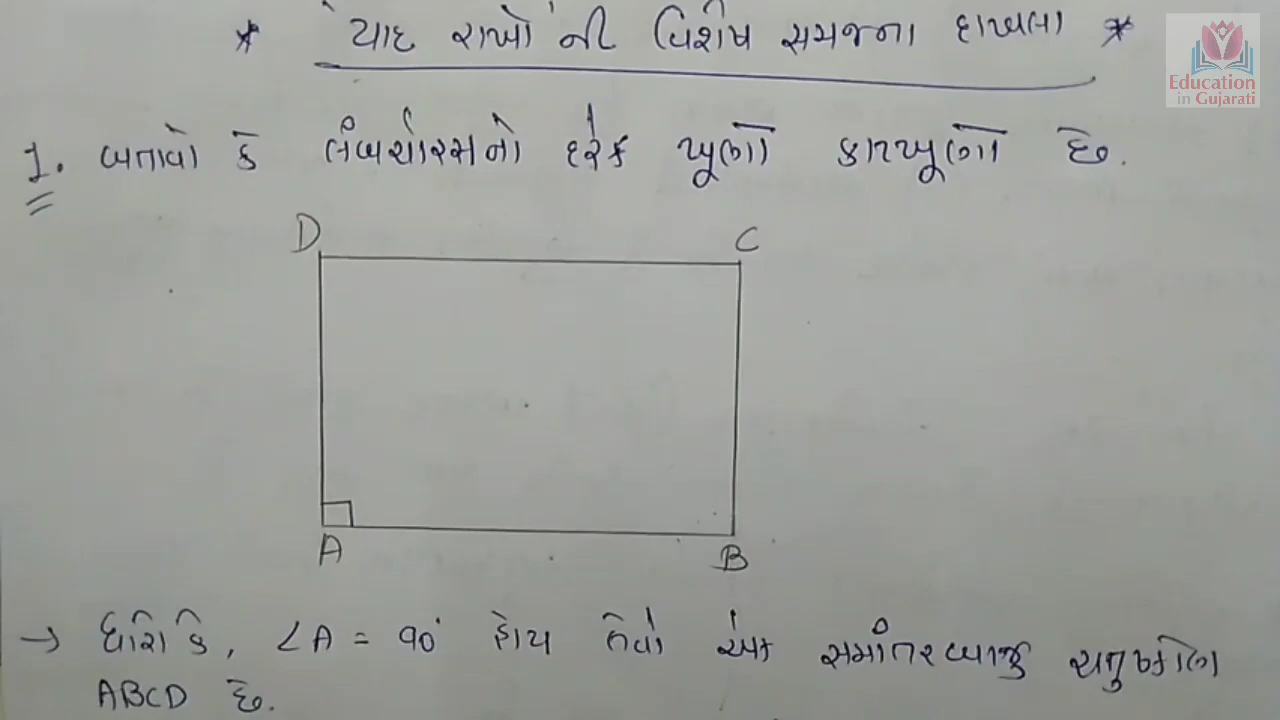 * 'યાદ રાખો'ની વિશેષ સમજના દાખલા *
Education
in Gujarati
1. બતાવો કે લંબચોરસનો દરેક ખૂણો કાટખૂણો છે.
D
C
A
B
→ ધારો કે, ∠A = 90° હોય તેવો એક સમાંતરબાજુ ચતુષ્કોણ
ABCD છે.